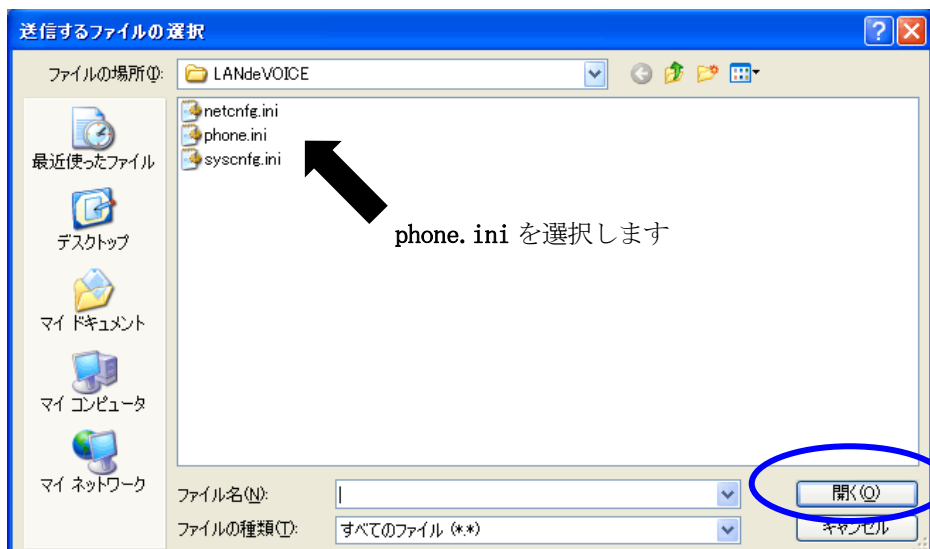 送信するファイルの選択
ファイルの場所(I):
LANdeVOICE
netcnfg.ini
phone.ini
syscnfg.ini
phone.ini を選択します
最近使ったファイル
デスクトップ
マイ ドキュメント
マイ コンピュータ
マイ ネットワーク
ファイル名(N):
開く(O)
ファイルの種類(T):
すべてのファイル (*.*)
キャンセル